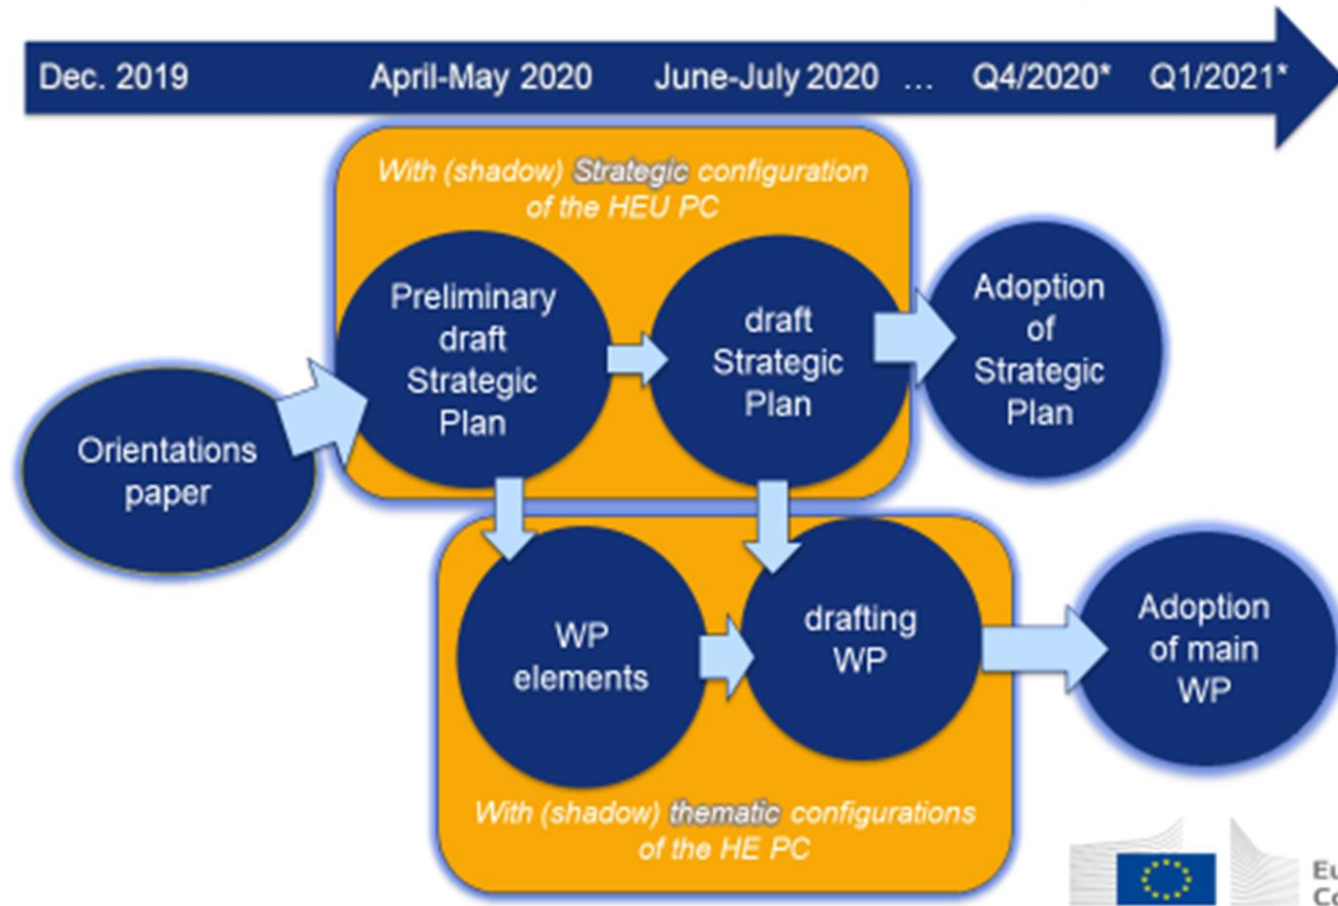 Dec. 2019 April-May 2020 June-July 2020 ... Q4/2020* Q1/2021*
With (shadow) Strategic configuration
of the HEU PC
Preliminary
draft
Strategic
Plan
draft
Strategic
Plan
Adoption
of
Strategic
Plan
Orientations
paper
WP
elements
drafting
WP
Adoption
of main
WP
With (shadow) thematic configurations
of the HE PC
Eu
Co